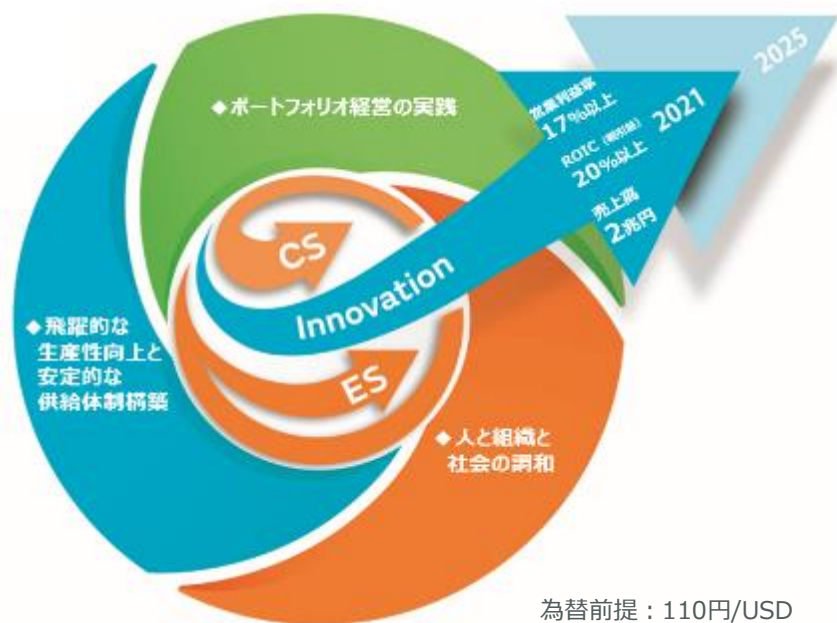 ◆ポートフォリオ経営の実践
営業利益率
17%以上
ROIC（税引前）
20%以上
売上高
2兆円
2021
2025
CS
Innovation
ES
◆飛躍的な
生産性向上と
安定的な
供給体制構築
◆人と組織と
社会の調和
為替前提：110円/USD